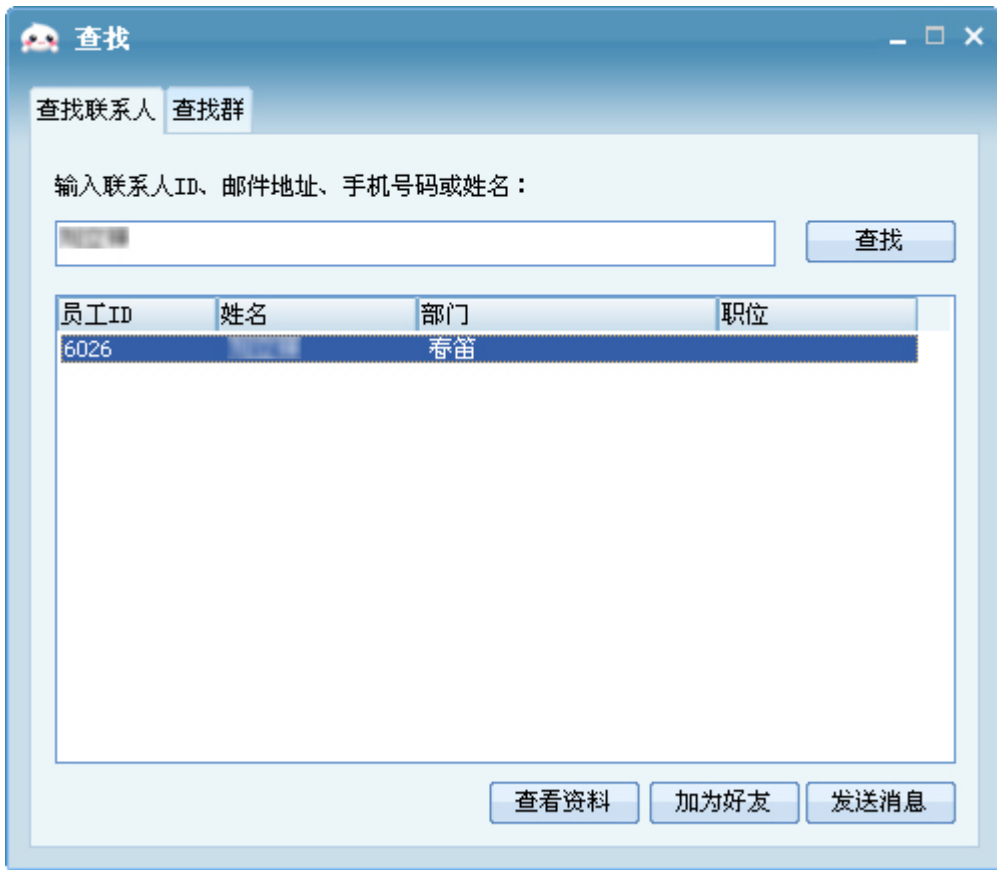 查找
查找联系人 查找群
输入联系人ID、邮件地址、手机号码或姓名：
查找
员工ID 姓名 部门 职位
6026 春笛
查看资料 加为好友 发送消息